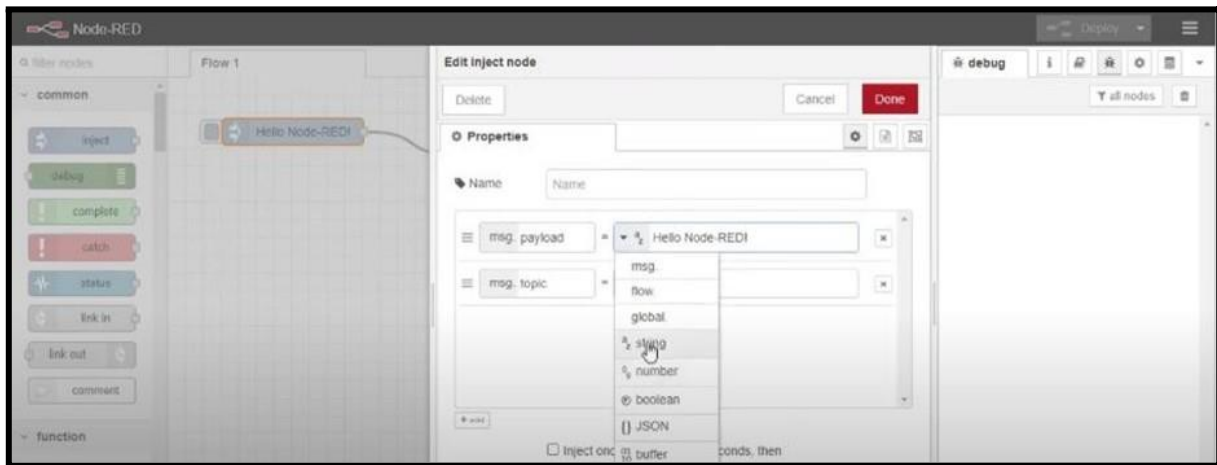 Node-RED
Deploy
filter nodes
Flow 1
Edit inject node
debug
i
common
Delete
Cancel
Done
all nodes
inject
Hello Node-RED!
Properties
debug
Name
Name
complete
msg. payload
=
Hello Node-RED!
catch
msg.
status
msg. topic
=
flow.
link in
global.
string
link out
number
comment
boolean
add
{} JSON
function
Inject onc
buffer
conds, then